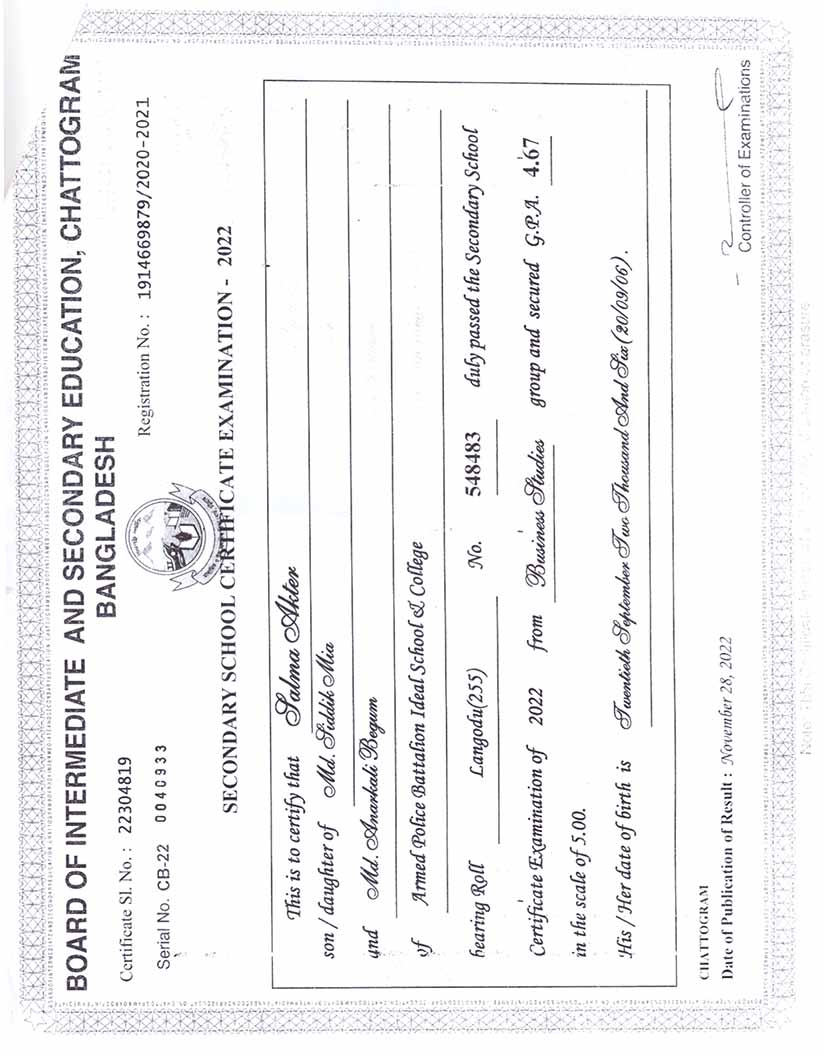 BOARD OF INTERMEDIATE AND SECONDARY EDUCATION, CHATTOGRAM
BANGLADESH
Certificate Sl. No. : 22304819
Registration No. : 1914669879/2020-2021
Serial No. CB-22 0040933
SECONDARY SCHOOL CERTIFICATE EXAMINATION - 2022
This is to certify that Salma Akter
son / daughter of Md. Siddik Mia
and Md. Anarkali Begum
of Armed Police Battalion Ideal School & College
bearing Roll Langodu(255) No. 548483 duly passed the Secondary School
Certificate Examination of 2022 from Business Studies group and secured G.P.A. 4.67
in the scale of 5.00.
His / Her date of birth is Twentieth September Two Thousand And Six (20/09/06).
CHATTOGRAM
Date of Publication of Result : November 28, 2022
Controller of Examinations